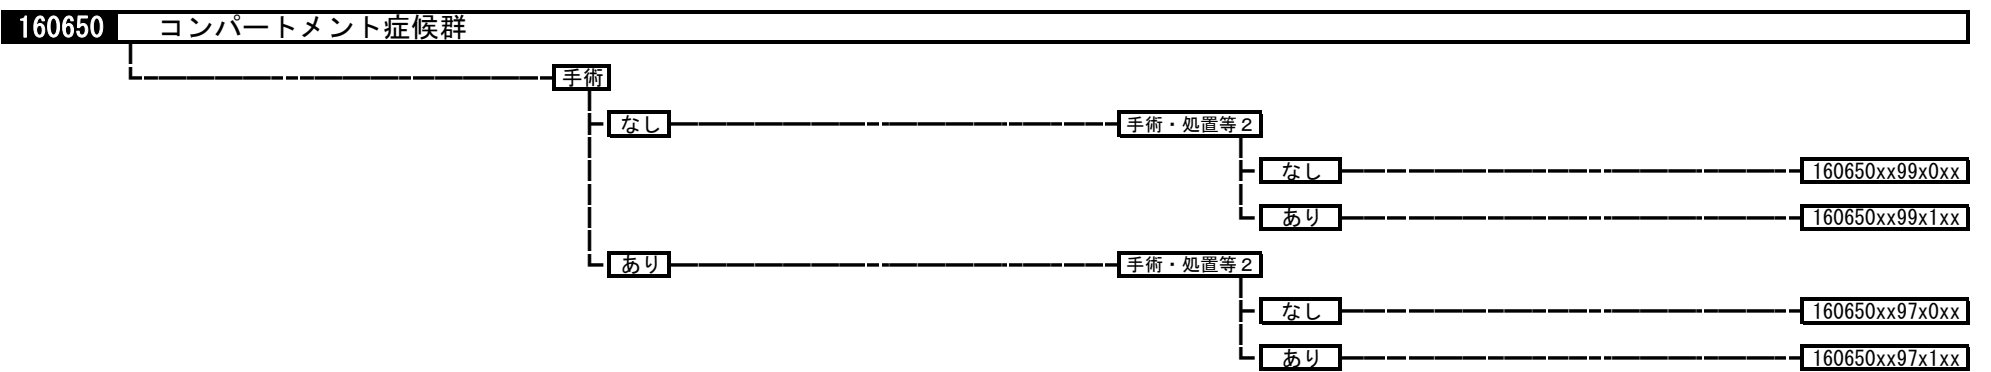 160650 コンパートメント症候群
手術
なし 手術・処置等2
なし 160650xx99x0xx
あり 160650xx99x1xx
あり 手術・処置等2
なし 160650xx97x0xx
あり 160650xx97x1xx